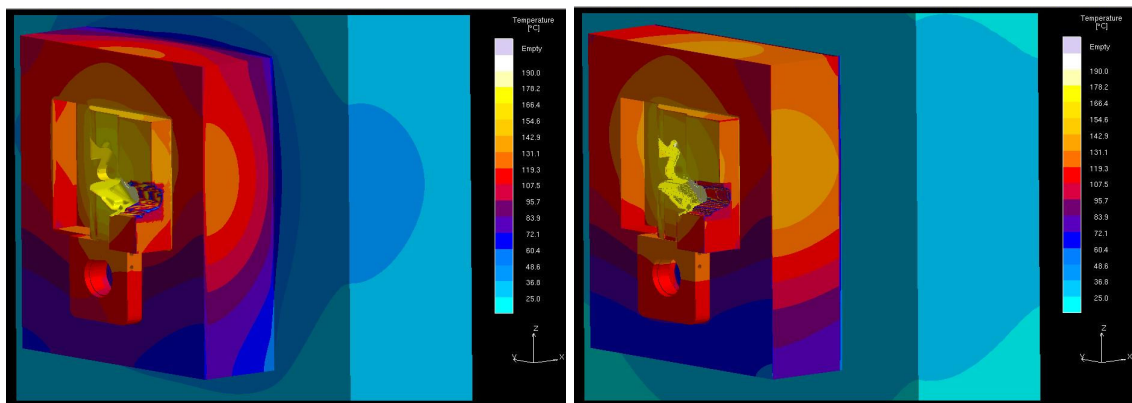 Temperature
[°C]
Empty
190.0
178.2
166.4
154.6
142.9
131.1
119.3
107.5
95.7
83.9
72.1
60.4
48.6
36.8
25.0
Z
Y
X
Temperature
[°C]
Empty
190.0
178.2
166.4
154.6
142.9
131.1
119.3
107.5
95.7
83.9
72.1
60.4
48.6
36.8
25.0
Z
Y
X